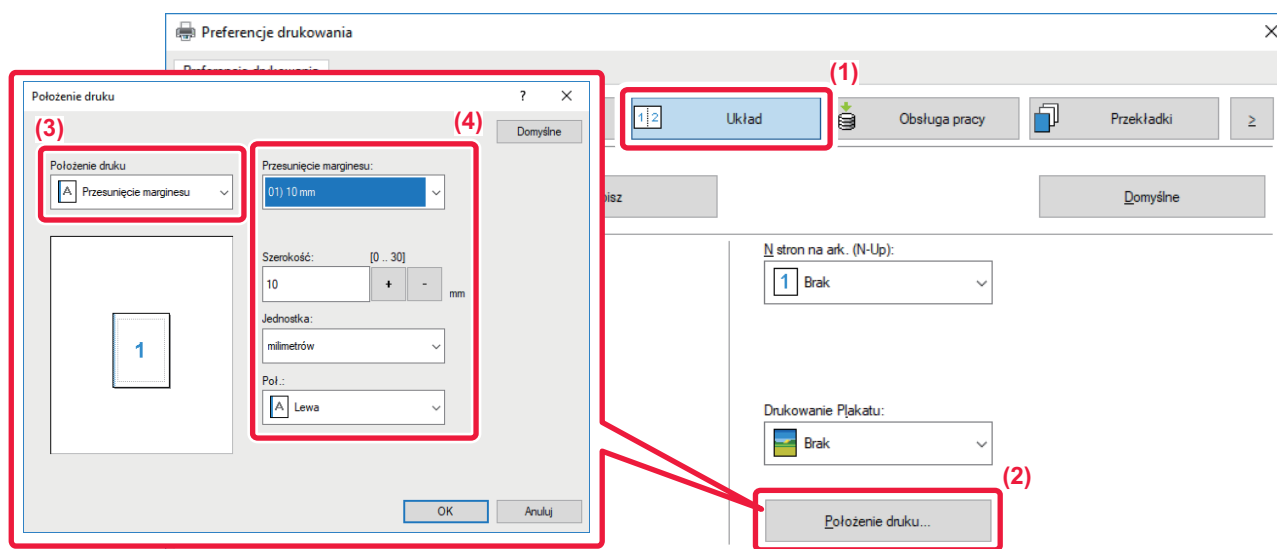 Preferencje drukowania
Preferencje drukowania
(1)
Układ
Obsługa pracy
Przekładki
≥
Domyślne
N stron na ark. (N-Up):
1 Brak
Drukowanie Plakatu:
Brak
(2)
Położenie druku...
Położenie druku
?
(3)
(4)
Domyślne
Położenie druku
A Przesunięcie marginesu
1
Przesunięcie marginesu:
01) 10 mm
Szerokość: [0 .. 30]
10 + - mm
Jednostka:
milimetrów
Poł.:
A Lewa
OK
Anuluj